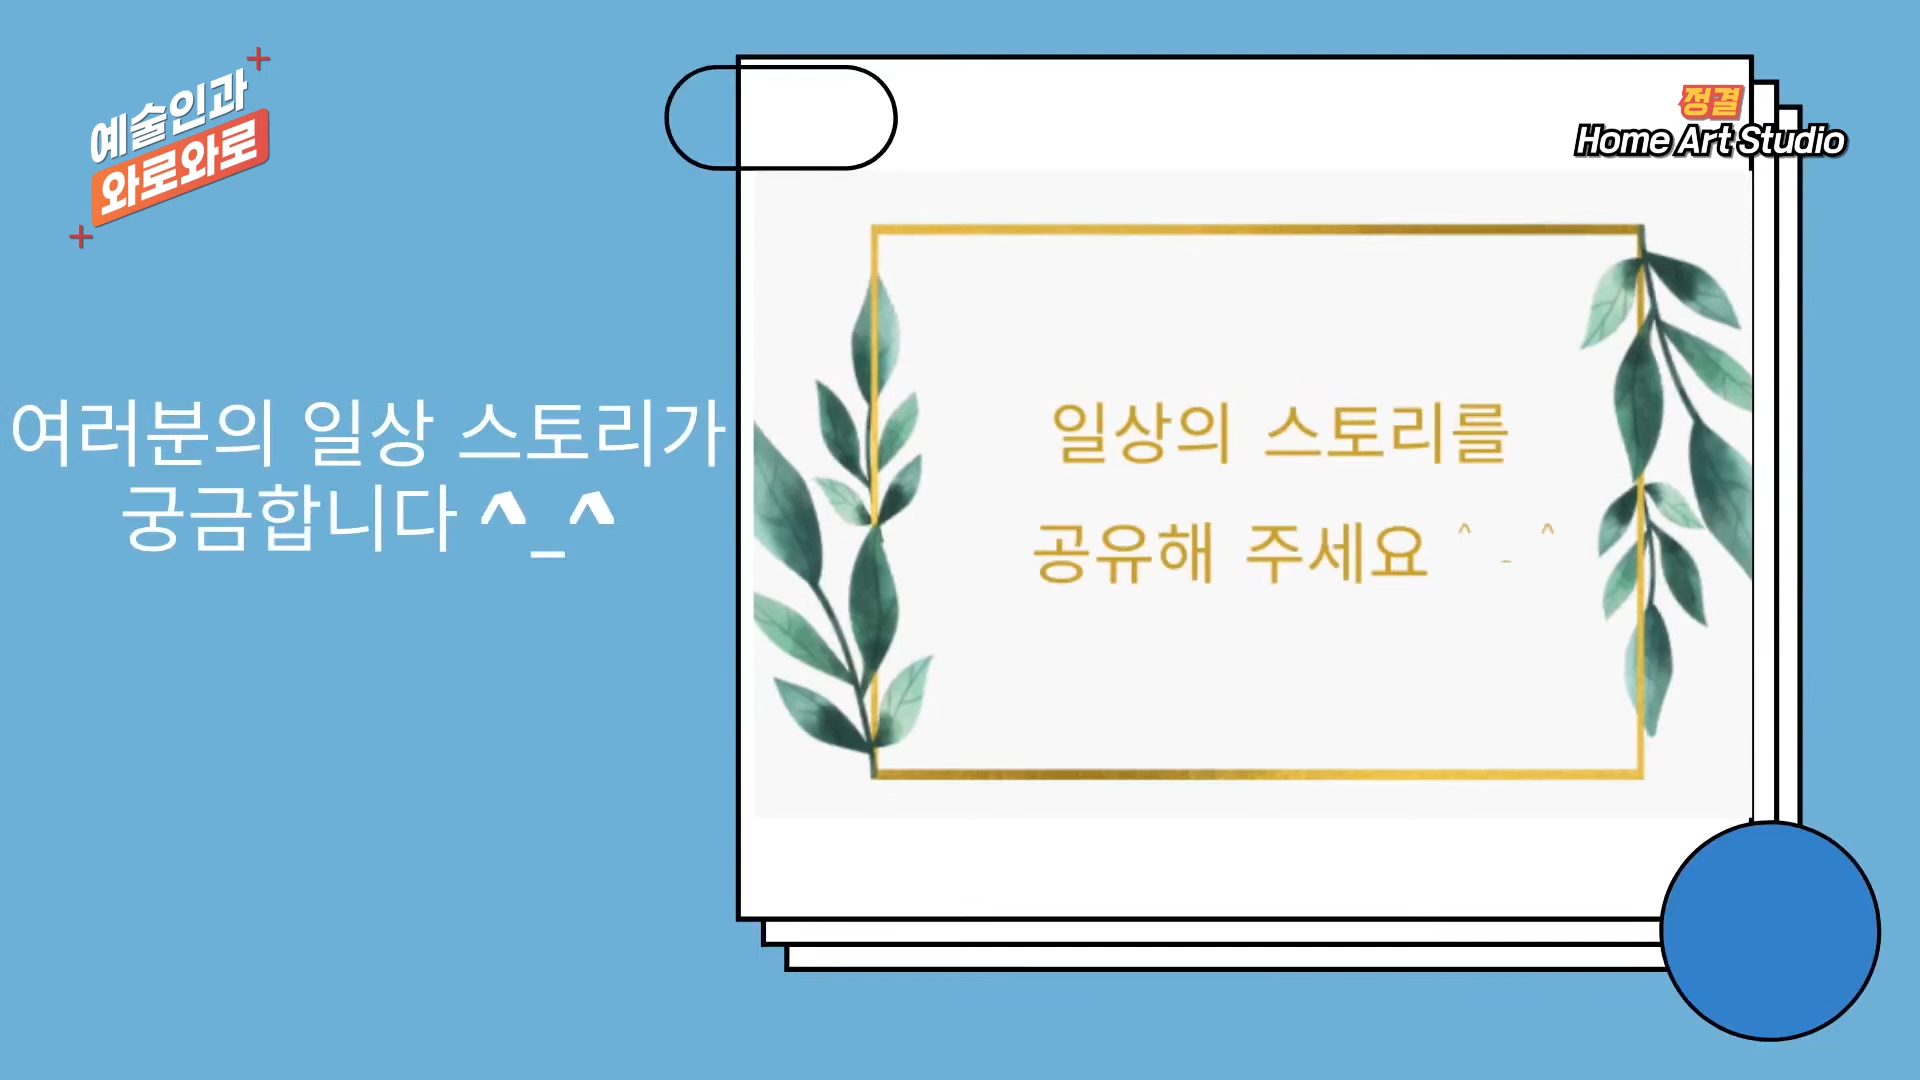 예술인과
와로와로
정결
Home Art Studio
여러분의 일상 스토리가
궁금합니다 ^_^
일상의 스토리를
공유해 주세요 ^ _ ^